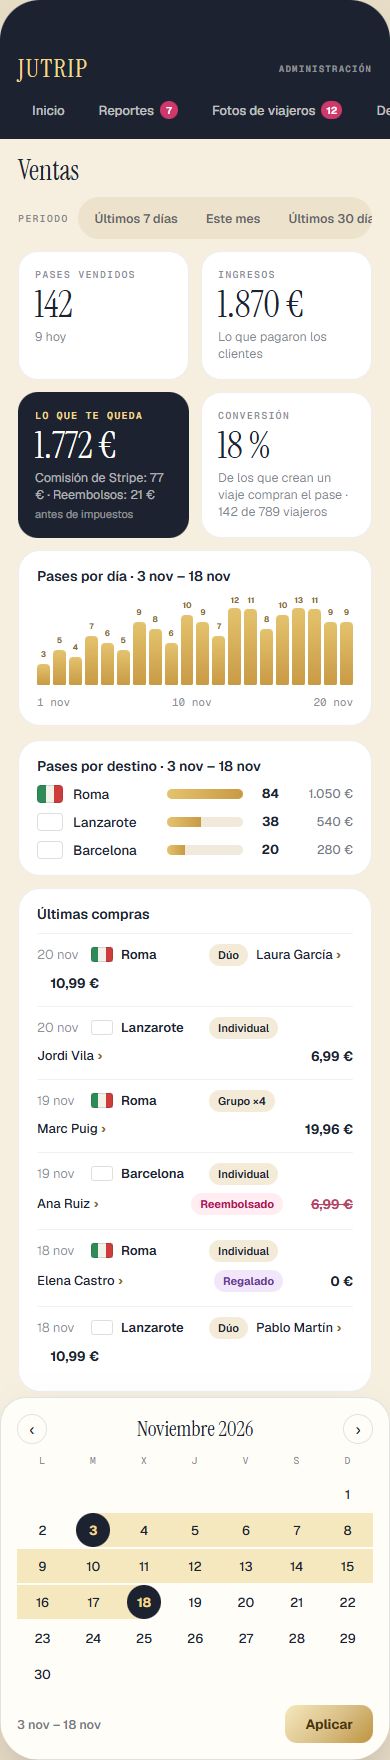 JUTRIP
ADMINISTRACIÓN
Inicio Reportes 7 Fotos de viajeros 12 De
Ventas
PERIODO Últimos 7 días Este mes Últimos 30 día
PASES VENDIDOS
142
9 hoy
INGRESOS
1.870 €
Lo que pagaron los
clientes
LO QUE TE QUEDA
1.772 €
Comisión de Stripe: 77
€ · Reembolsos: 21 €
antes de impuestos
CONVERSIÓN
18 %
De los que crean un
viaje compran el pase ·
142 de 789 viajeros
Pases por día · 3 nov – 18 nov
3 5 4 7 6 5 9 8 6 10 9 7 12 11 8 10 13 11 9 9
1 nov 10 nov 20 nov
Pases por destino · 3 nov – 18 nov
Roma 84 1.050 €
Lanzarote 38 540 €
Barcelona 20 280 €
Últimas compras
20 nov Roma Dúo Laura García ›
10,99 €
20 nov Lanzarote Individual
Jordi Vila › 6,99 €
19 nov Roma Grupo ×4
Marc Puig › 19,96 €
19 nov Barcelona Individual
Ana Ruiz › Reembolsado 6,99 €
18 nov Roma Individual
Elena Castro › Regalado 0 €
18 nov Lanzarote Dúo Pablo Martín ›
10,99 €
‹ Noviembre 2026 ›
L M X J V S D
1
2 3 4 5 6 7 8
9 10 11 12 13 14 15
16 17 18 19 20 21 22
23 24 25 26 27 28 29
30
3 nov – 18 nov Aplicar